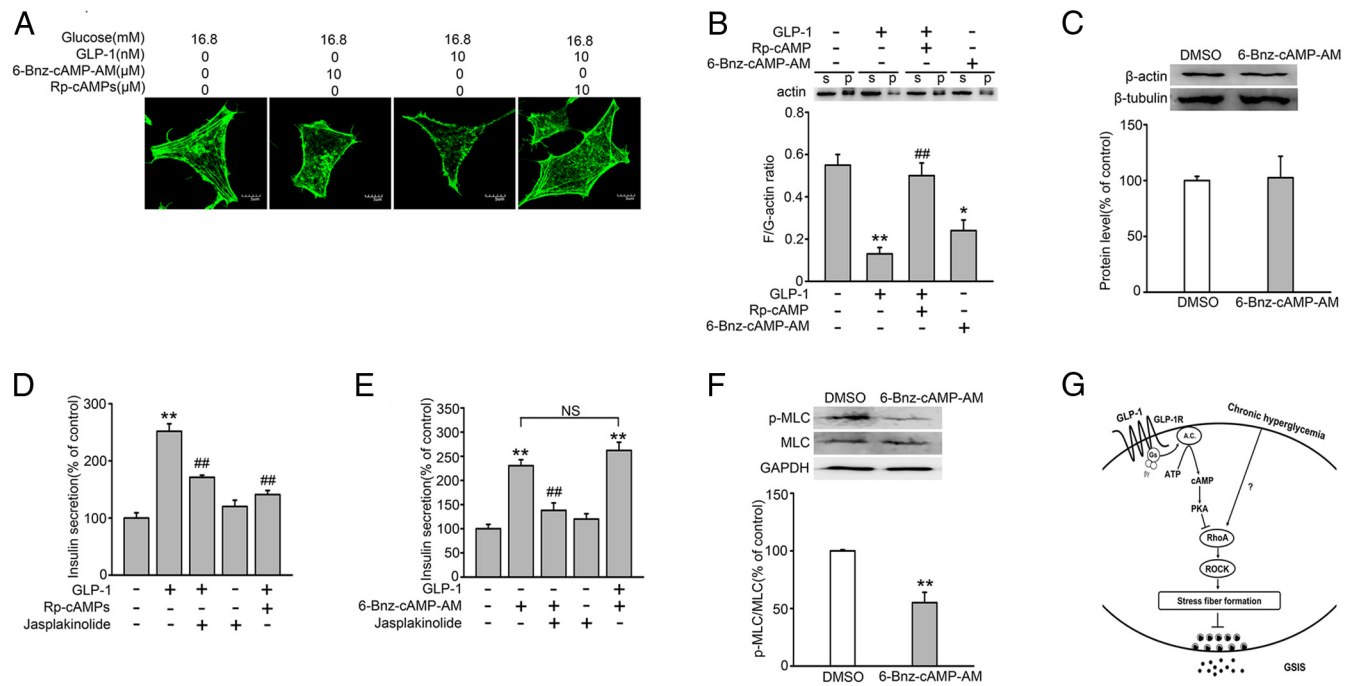 A
Glucose(mM) 16.8 16.8 16.8 16.8
GLP-1(nM) 0 0 10 10
6-Bnz-cAMP-AM(μM) 0 10 0 0
Rp-cAMPs(μM) 0 0 0 10
5μm 5μm 5μm 5μm
B
GLP-1 - + + -
Rp-cAMP - - + -
6-Bnz-cAMP-AM - - - +
s p s p s p s p
actin
F/G-actin ratio
0.8
0.6
0.4
0.2
0
** ## *
GLP-1 - + + -
Rp-cAMP - - + -
6-Bnz-cAMP-AM - - - +
C
DMSO 6-Bnz-cAMP-AM
β-actin
β-tubulin
Protein level(% of control)
150
100
50
0
DMSO 6-Bnz-cAMP-AM
D
Insulin secretion(% of control)
300
200
100
0
** ## ##
GLP-1 - + + - +
Rp-cAMPs - - - - +
Jasplakinolide - - + + -
E
Insulin secretion(% of control)
350
300
250
200
150
100
50
0
NS
** ## **
GLP-1 - - - - +
6-Bnz-cAMP-AM - + + - +
Jasplakinolide - - + + -
F
DMSO 6-Bnz-cAMP-AM
p-MLC
MLC
GAPDH
p-MLC/MLC(% of control)
150
100
50
0
**
DMSO 6-Bnz-cAMP-AM
G
GLP-1
GLP-1R
Chronic hyperglycemia
A.C.
Gs
βγ
ATP
cAMP
?
PKA
RhoA
ROCK
Stress fiber formation
GSIS